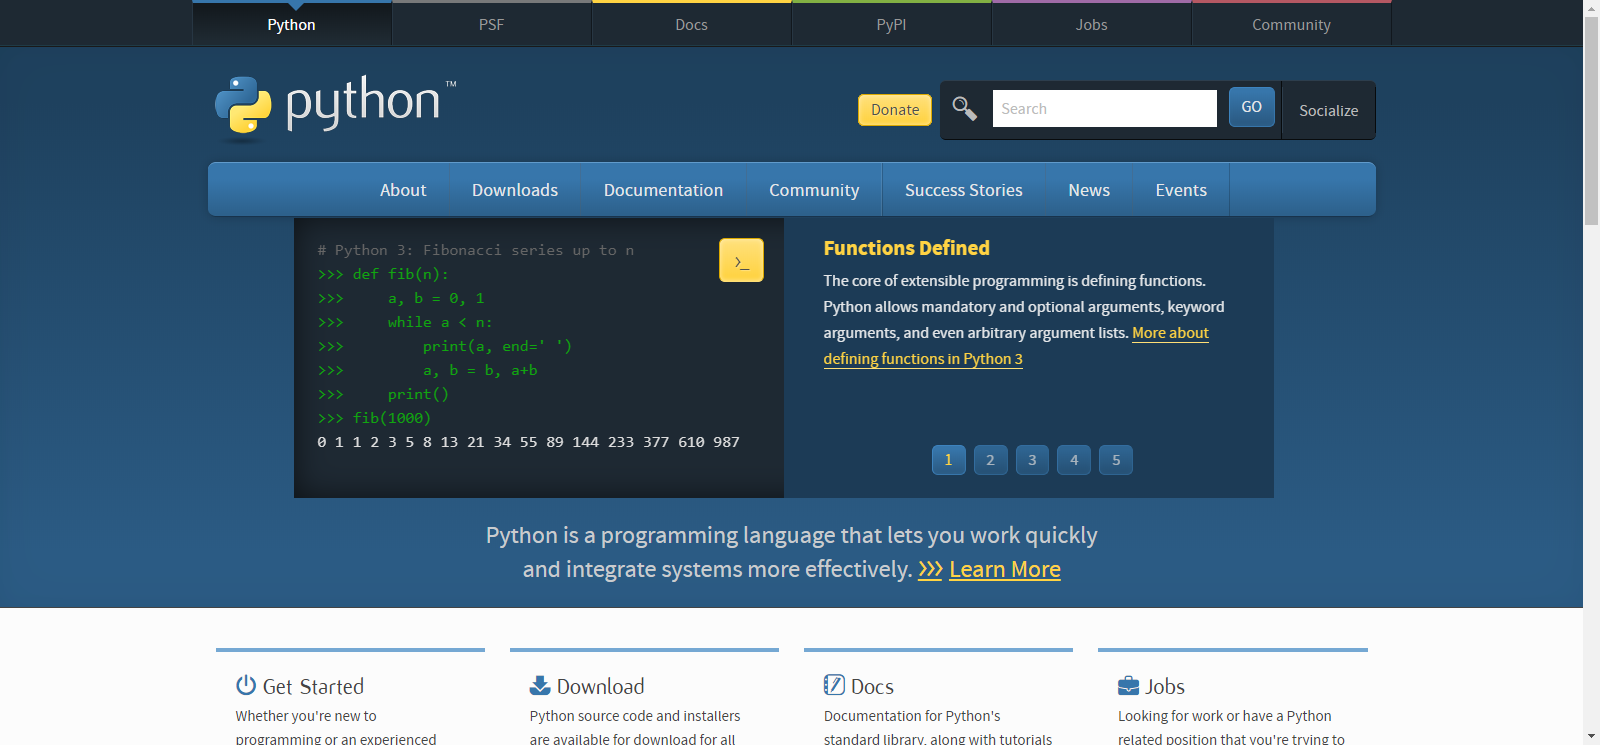 Python
PSF
Docs
PyPI
Jobs
Community
python™
Donate
Search
GO
Socialize
About
Downloads
Documentation
Community
Success Stories
News
Events
# Python 3: Fibonacci series up to n
>>> def fib(n):
>>>     a, b = 0, 1
>>>     while a < n:
>>>         print(a, end=' ')
>>>         a, b = b, a+b
>>>     print()
>>> fib(1000)
0 1 1 2 3 5 8 13 21 34 55 89 144 233 377 610 987
>_
Functions Defined
The core of extensible programming is defining functions.
Python allows mandatory and optional arguments, keyword
arguments, and even arbitrary argument lists. More about
defining functions in Python 3
1 2 3 4 5
Python is a programming language that lets you work quickly
and integrate systems more effectively. >>> Learn More
Get Started
Whether you're new to
programming or an experienced
Download
Python source code and installers
are available for download for all
Docs
Documentation for Python's
standard library, along with tutorials
Jobs
Looking for work or have a Python
related position that you're trying to